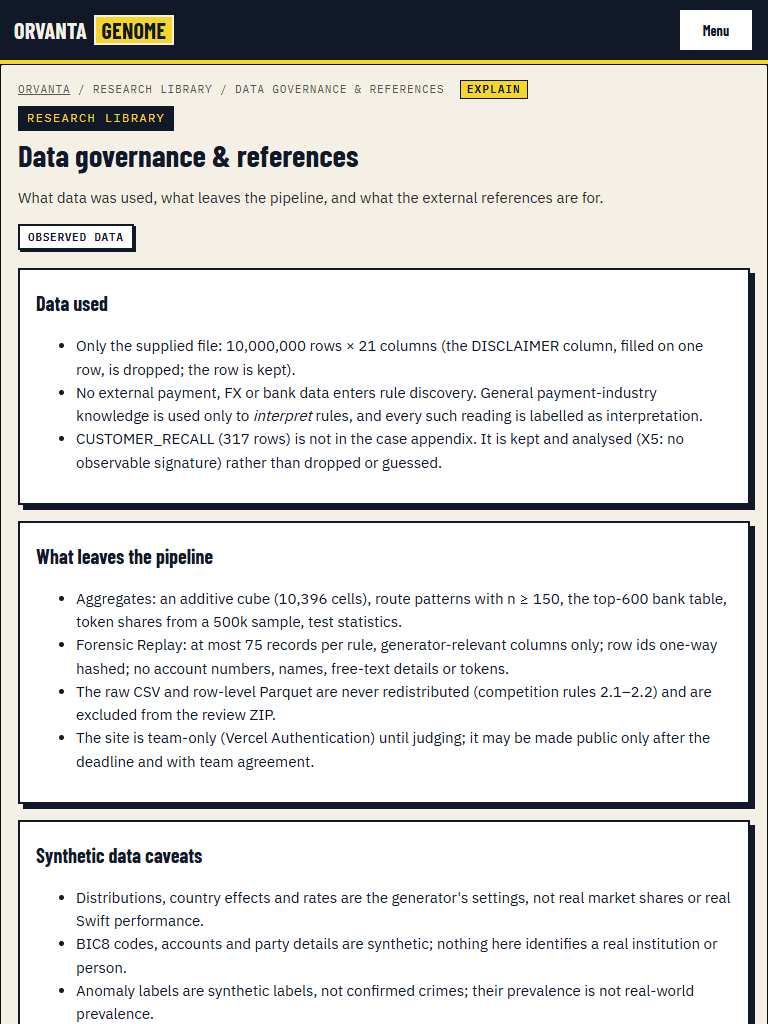 ORVANTA GENOME
Menu
ORVANTA / RESEARCH LIBRARY / DATA GOVERNANCE & REFERENCES EXPLAIN
RESEARCH LIBRARY
Data governance & references
What data was used, what leaves the pipeline, and what the external references are for.
OBSERVED DATA
Data used
• Only the supplied file: 10,000,000 rows × 21 columns (the DISCLAIMER column, filled on one
row, is dropped; the row is kept).
• No external payment, FX or bank data enters rule discovery. General payment-industry
knowledge is used only to interpret rules, and every such reading is labelled as interpretation.
• CUSTOMER_RECALL (317 rows) is not in the case appendix. It is kept and analysed (X5: no
observable signature) rather than dropped or guessed.
What leaves the pipeline
• Aggregates: an additive cube (10,396 cells), route patterns with n ≥ 150, the top-600 bank table,
token shares from a 500k sample, test statistics.
• Forensic Replay: at most 75 records per rule, generator-relevant columns only; row ids one-way
hashed; no account numbers, names, free-text details or tokens.
• The raw CSV and row-level Parquet are never redistributed (competition rules 2.1–2.2) and are
excluded from the review ZIP.
• The site is team-only (Vercel Authentication) until judging; it may be made public only after the
deadline and with team agreement.
Synthetic data caveats
• Distributions, country effects and rates are the generator's settings, not real market shares or real
Swift performance.
• BIC8 codes, accounts and party details are synthetic; nothing here identifies a real institution or
person.
• Anomaly labels are synthetic labels, not confirmed crimes; their prevalence is not real-world
prevalence.